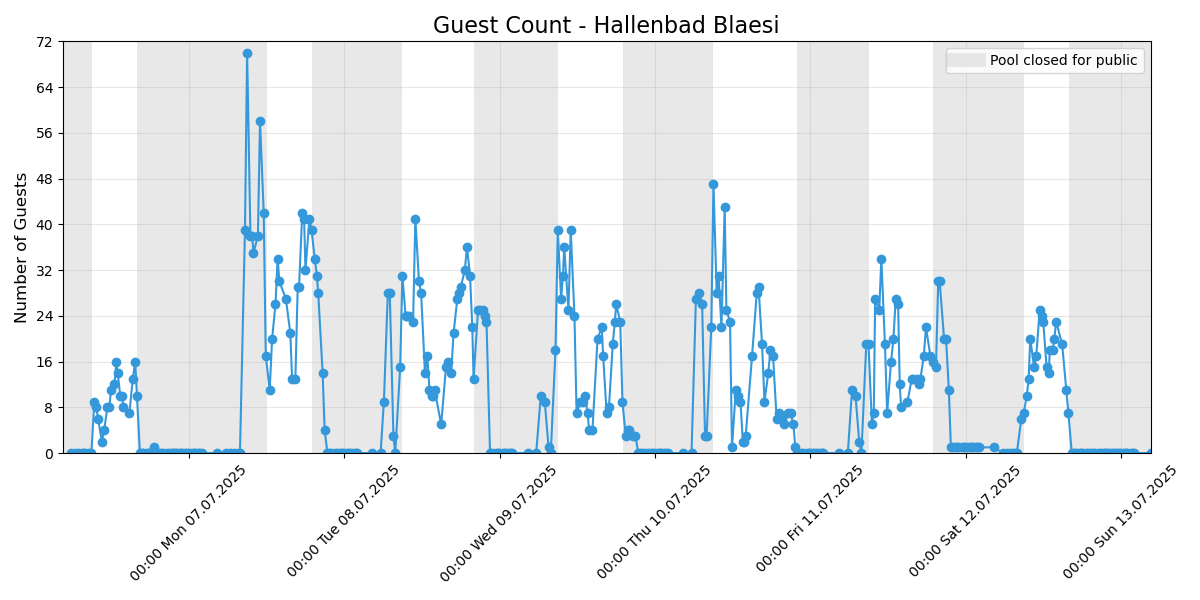 Guest Count - Hallenbad Blaesi
Pool closed for public
Number of Guests
72
64
56
48
40
32
24
16
8
0
00:00 Mon 07.07.2025
00:00 Tue 08.07.2025
00:00 Wed 09.07.2025
00:00 Thu 10.07.2025
00:00 Fri 11.07.2025
00:00 Sat 12.07.2025
00:00 Sun 13.07.2025